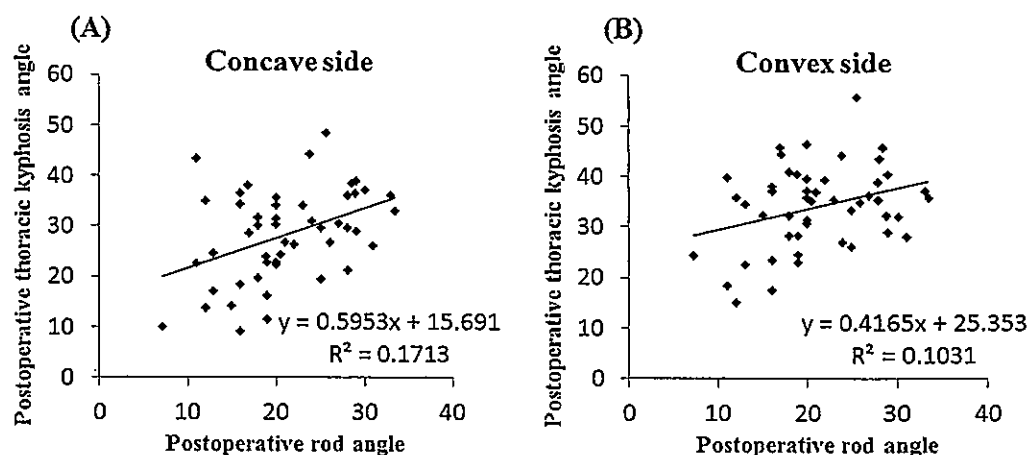 (A)
Concave side
Postoperative thoracic kyphosis angle
60
50
40
30
20
10
0
y = 0.5953x + 15.691
R² = 0.1713
0 10 20 30 40
Postoperative rod angle
(B)
Convex side
Postoperative thoracic kyphosis angle
60
50
40
30
20
10
0
y = 0.4165x + 25.353
R² = 0.1031
0 10 20 30 40
Postoperative rod angle